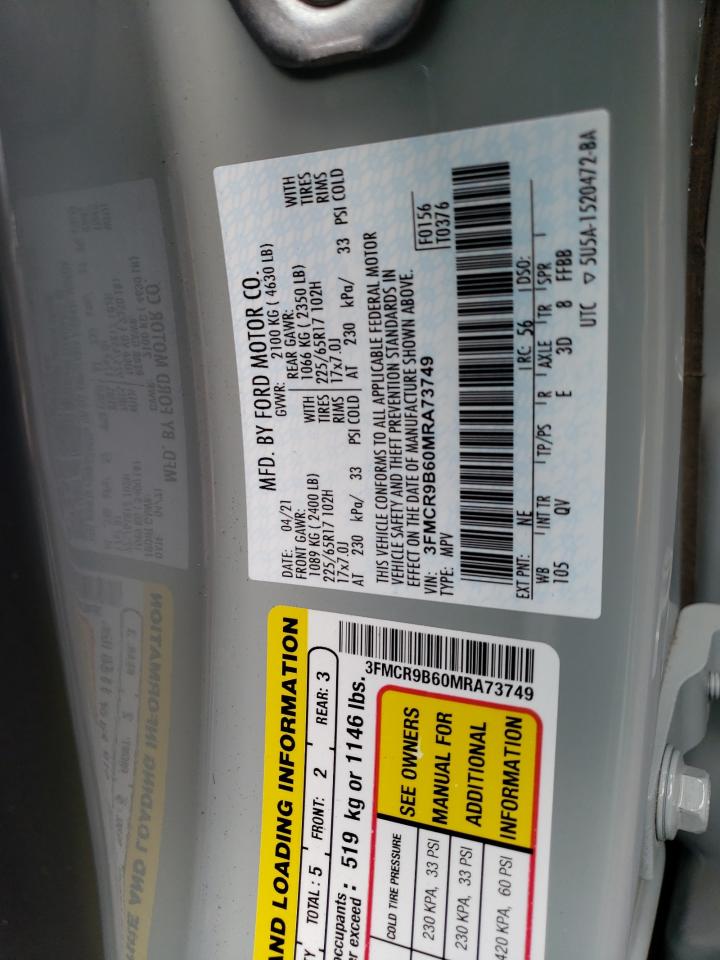 MFD. BY FORD MOTOR CO.
DATE: 04/21 GVWR: 2100 KG ( 4630 LB)
FRONT GAWR: REAR GAWR:
1089 KG ( 2400 LB) WITH 1066 KG ( 2350 LB) WITH
225/65R17 102H TIRES 225/65R17 102H TIRES
17x7.0J RIMS 17x7.0J RIMS
AT 230 kPa/ 33 PSI COLD AT 230 kPa/ 33 PSI COLD
THIS VEHICLE CONFORMS TO ALL APPLICABLE FEDERAL MOTOR
VEHICLE SAFETY AND THEFT PREVENTION STANDARDS IN
EFFECT ON THE DATE OF MANUFACTURE SHOWN ABOVE.
VIN: 3FMCR9B60MRA73749
TYPE: MPV
F0156
T0376
EXT PNT: NE RC: 56 DSO:
WB INT TR TP/PS R AXLE TR SPR
105 QV E 3D 8 FFBB
UTC ▽ 5U5A-1520472-BA
AND LOADING INFORMATION
TOTAL : 5 FRONT: 2 REAR: 3
occupants
er exceed : 519 kg or 1146 lbs.
3FMCR9B60MRA73749
COLD TIRE PRESSURE
230 KPA, 33 PSI
230 KPA, 33 PSI
420 KPA, 60 PSI
SEE OWNERS
MANUAL FOR
ADDITIONAL
INFORMATION